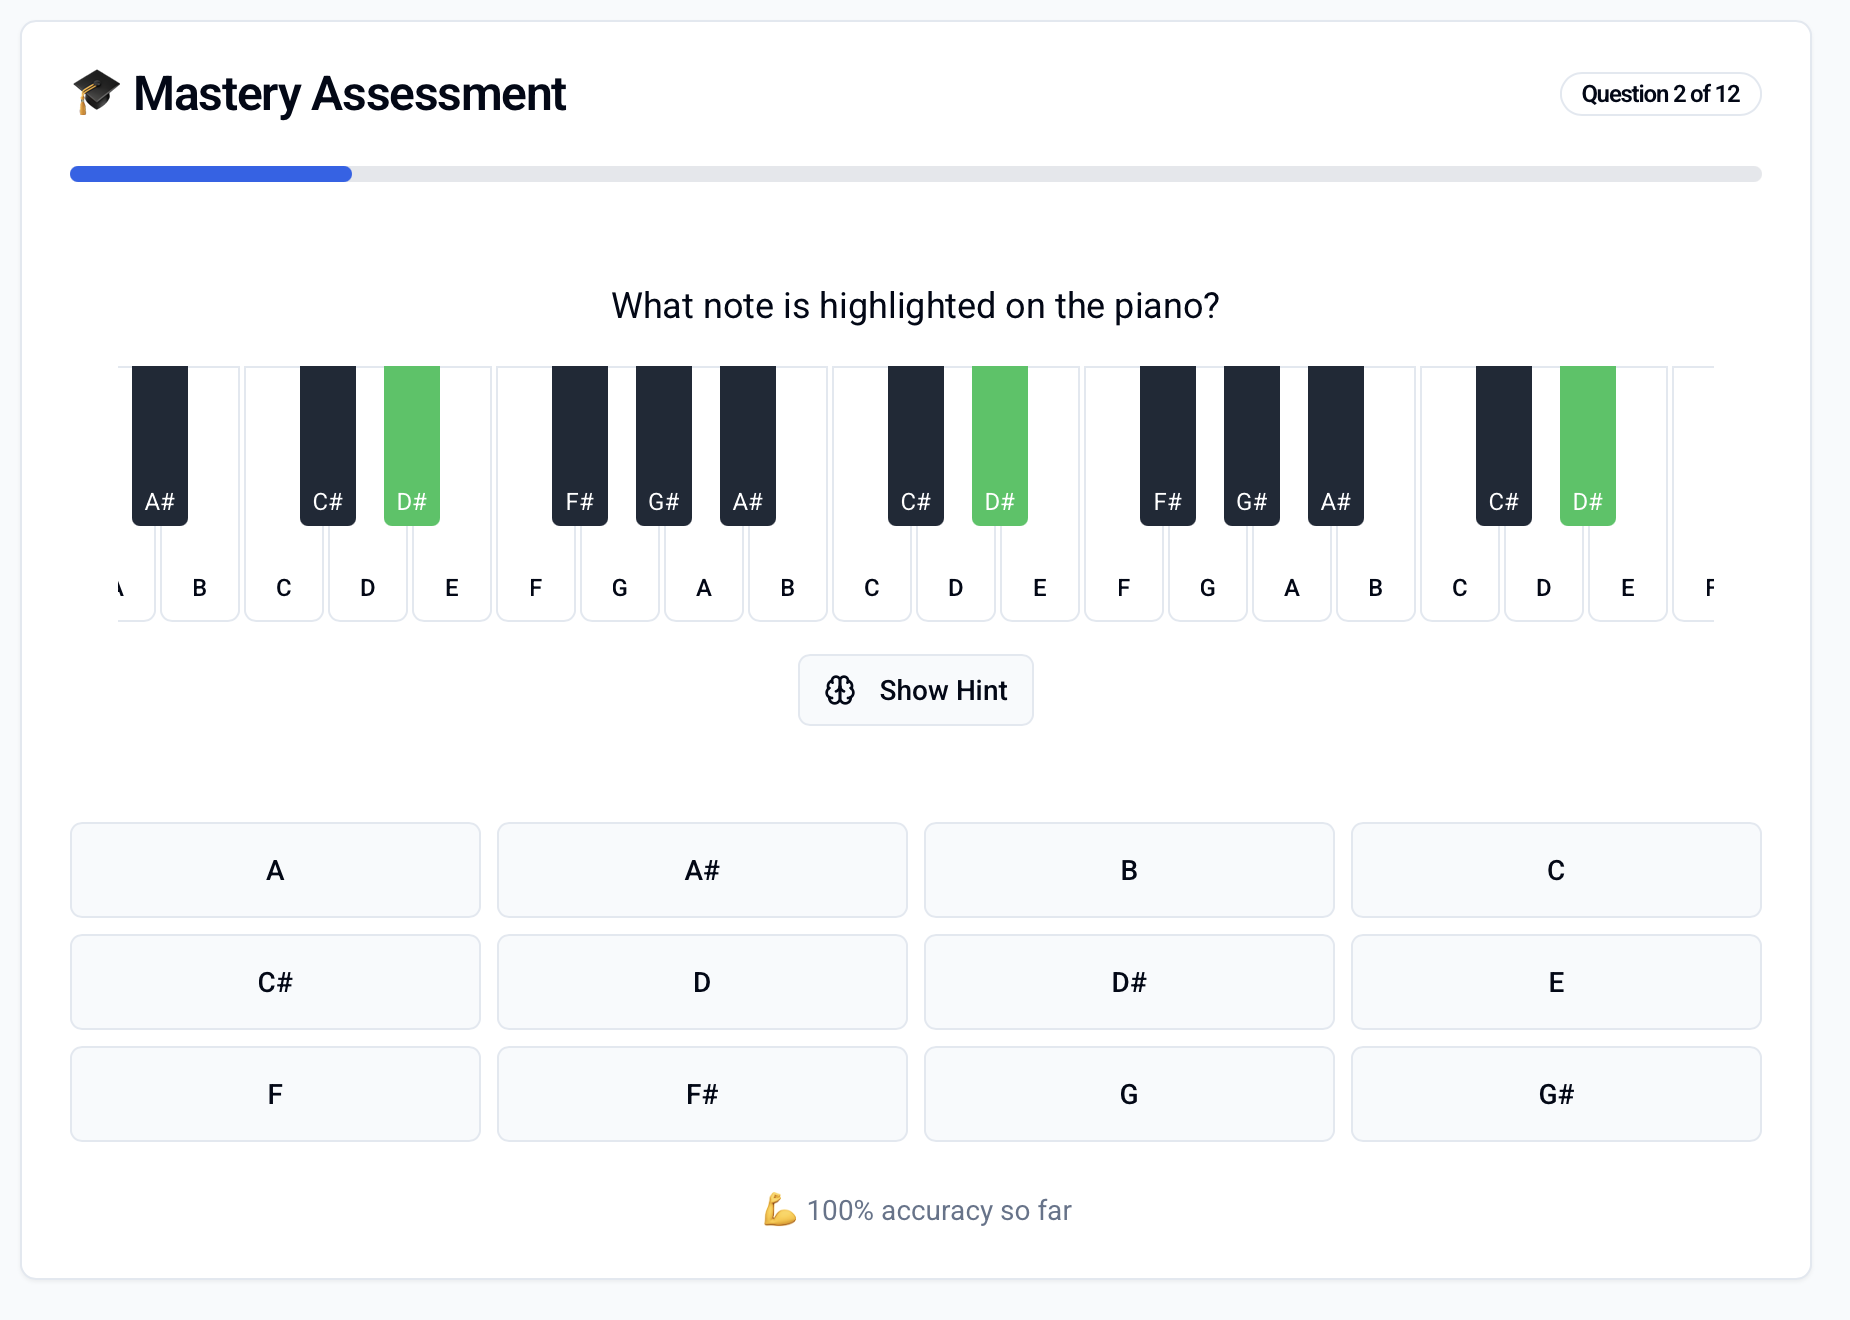 🎓 Mastery Assessment
Question 2 of 12
What note is highlighted on the piano?
A# C# D# F# G# A# C# D# F# G# A# C# D#
A B C D E F G A B C D E F G A B C D E F
Show Hint
A A# B C
C# D D# E
F F# G G#
💪 100% accuracy so far